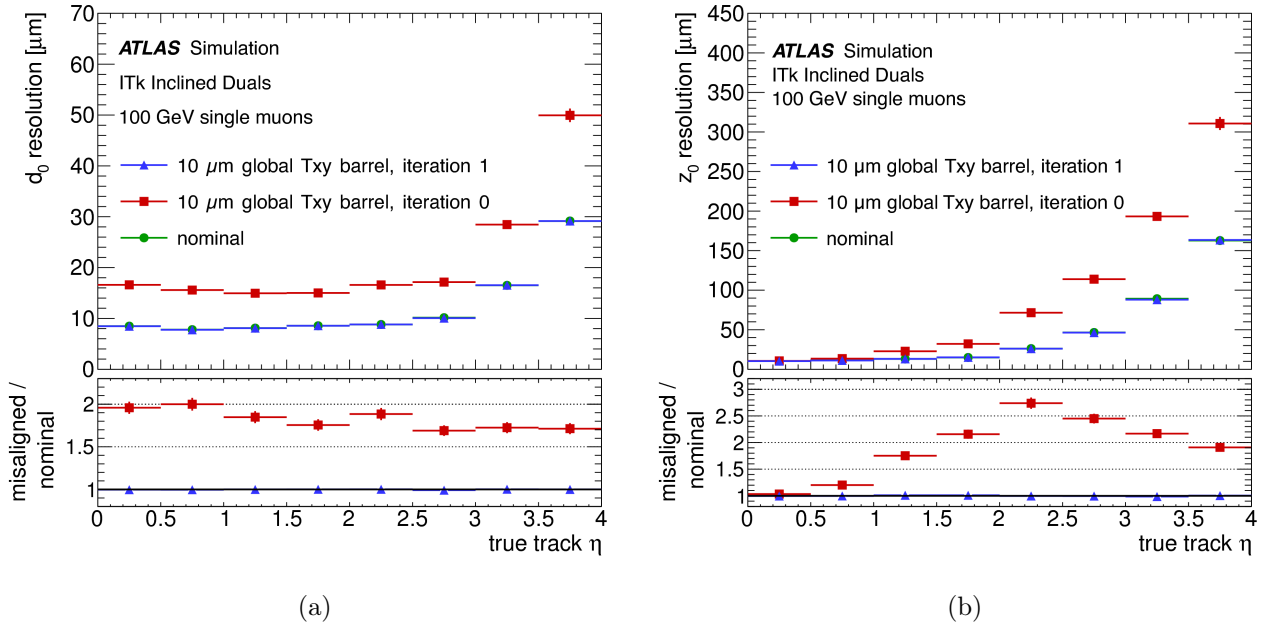 d0 resolution [μm]
70
60
50
40
30
20
10
0
ATLAS Simulation
ITk Inclined Duals
100 GeV single muons
10 μm global Txy barrel, iteration 1
10 μm global Txy barrel, iteration 0
nominal
misaligned /
nominal
2
1.5
1
0 0.5 1 1.5 2 2.5 3 3.5 4
true track η
(a)
z0 resolution [μm]
450
400
350
300
250
200
150
100
50
0
ATLAS Simulation
ITk Inclined Duals
100 GeV single muons
10 μm global Txy barrel, iteration 1
10 μm global Txy barrel, iteration 0
nominal
misaligned /
nominal
3
2.5
2
1.5
1
0 0.5 1 1.5 2 2.5 3 3.5 4
true track η
(b)